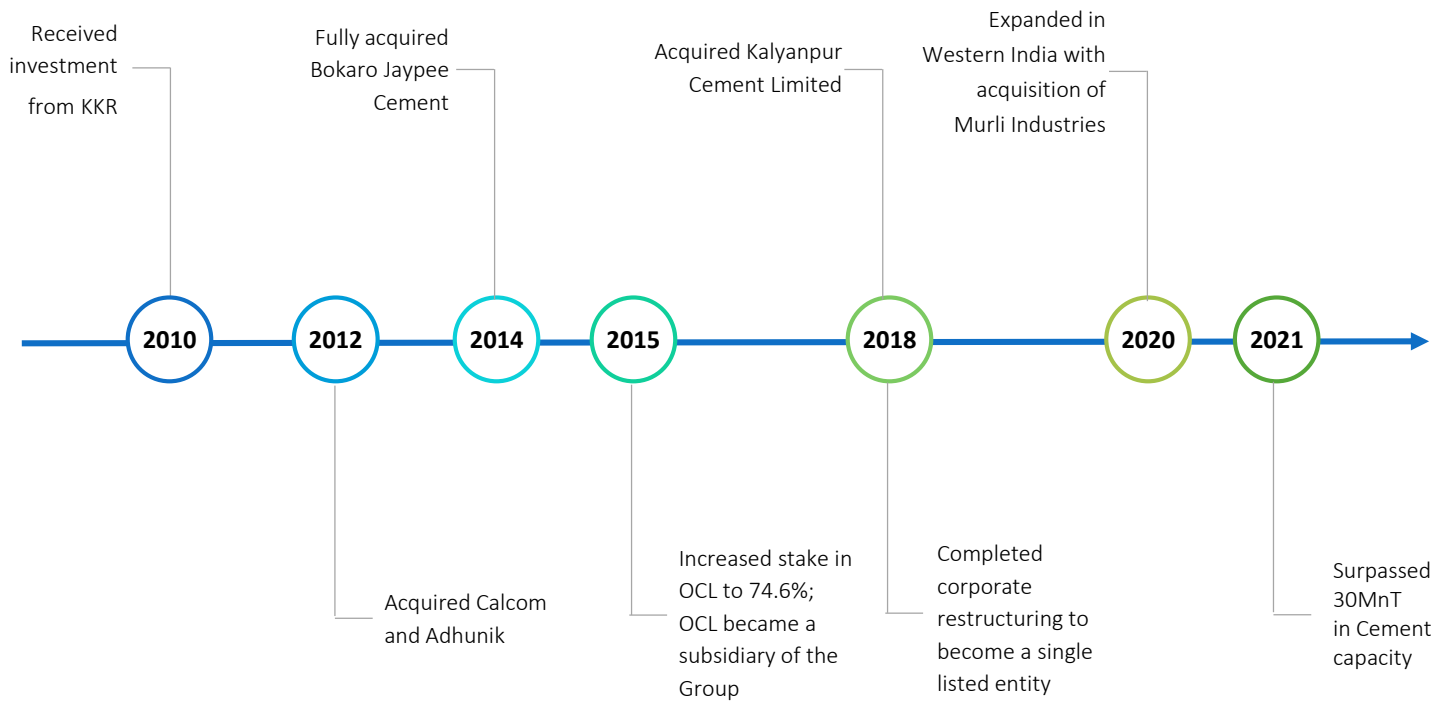 Received
investment
from KKR
Fully acquired
Bokaro Jaypee
Cement
Acquired Kalyanpur
Cement Limited
Expanded in
Western India with
acquisition of
Murli Industries
2010
2012
2014
2015
2018
2020
2021
Acquired Calcom
and Adhunik
Increased stake in
OCL to 74.6%;
OCL became a
subsidiary of the
Group
Completed
corporate
restructuring to
become a single
listed entity
Surpassed
30MnT
in Cement
capacity